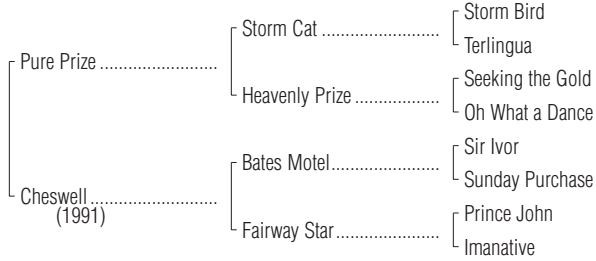 Storm Bird
Storm Cat ........................
Terlingua
Pure Prize ........................
Seeking the Gold
Heavenly Prize .................
Oh What a Dance
Sir Ivor
Bates Motel......................
Sunday Purchase
Cheswell..........................
(1991)
Prince John
Fairway Star.....................
Imanative